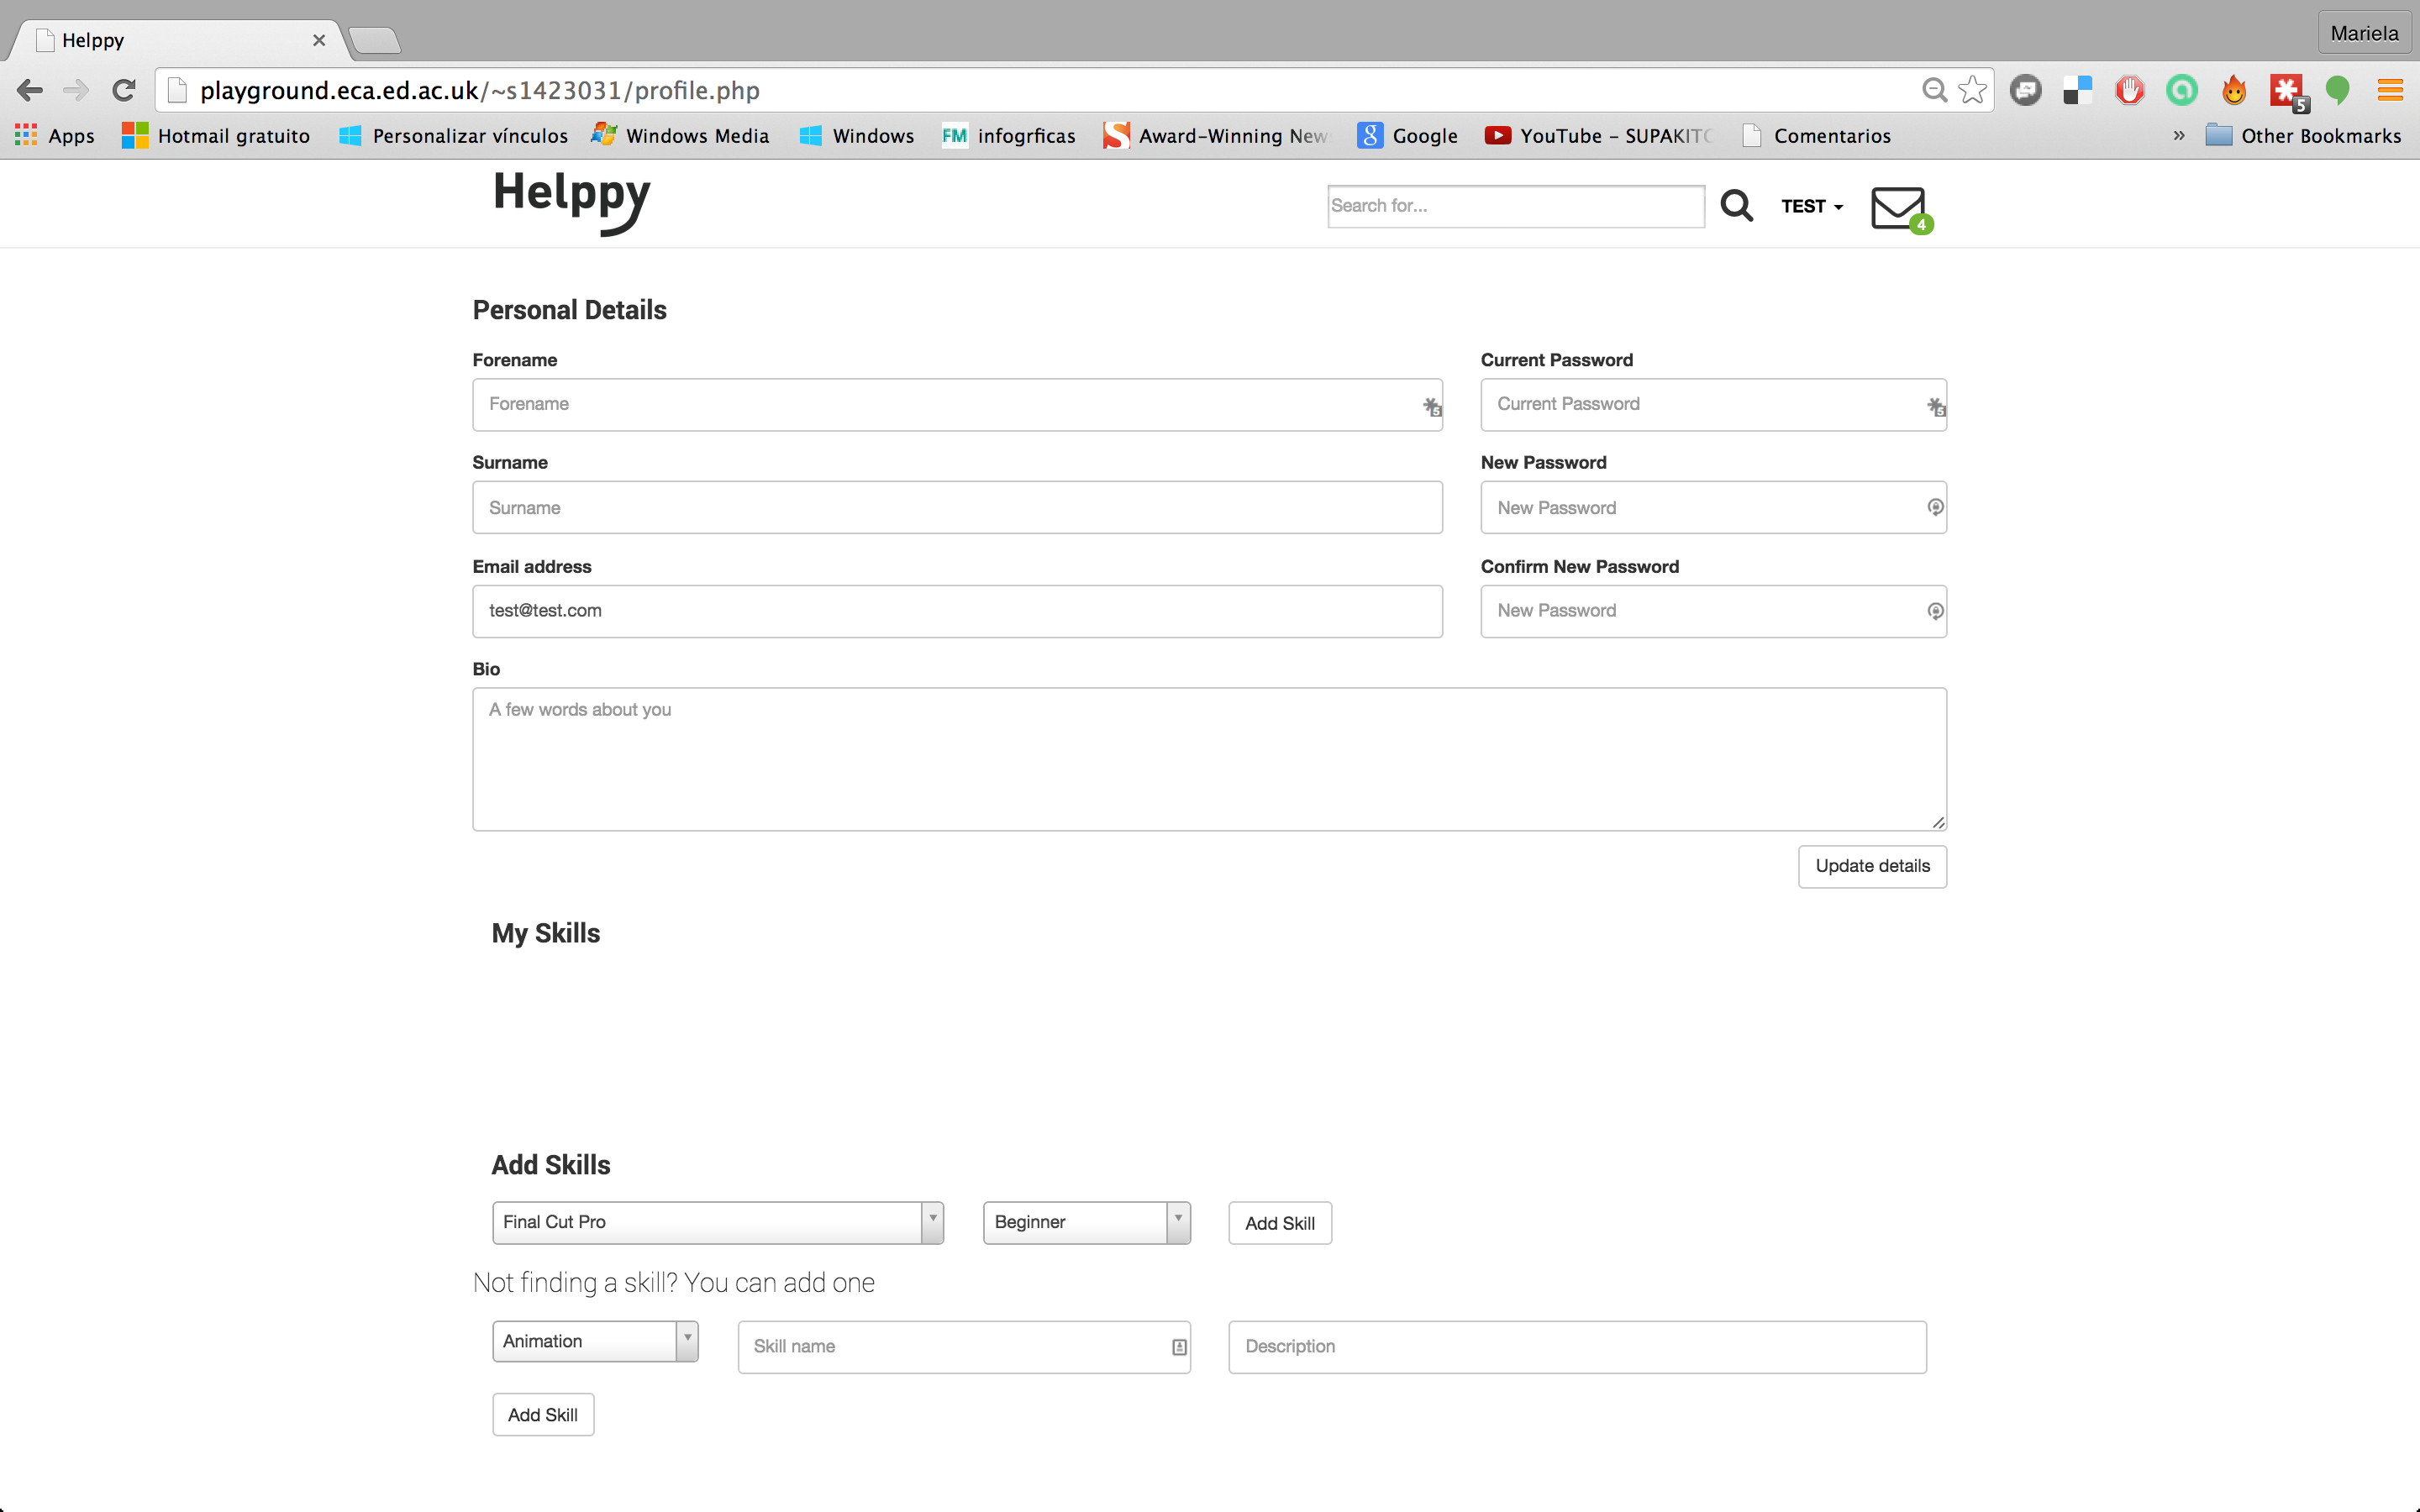 Helppy
Mariela
playground.eca.ed.ac.uk/~s1423031/profile.php
5
Apps Hotmail gratuito Personalizar vínculos Windows Media Windows FM infogrficas Award-Winning New Google YouTube – SUPAKITC Comentarios » Other Bookmarks
Helppy Search for... TEST 4
Personal Details
Forename Current Password
Forename Current Password
Surname New Password
Surname New Password
Email address Confirm New Password
test@test.com New Password
Bio
A few words about you
Update details
My Skills
Add Skills
Final Cut Pro Beginner Add Skill
Not finding a skill? You can add one
Animation Skill name Description
Add Skill